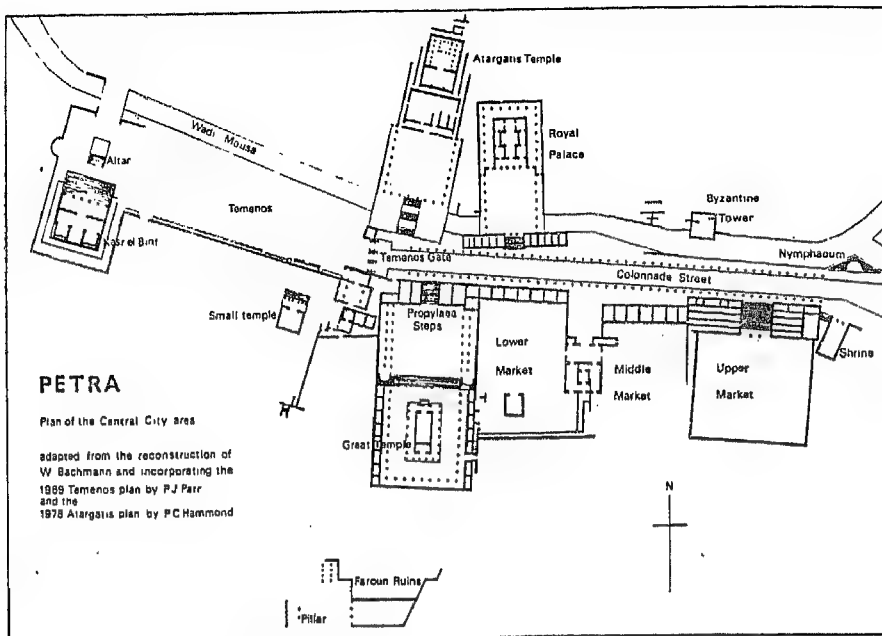 Atargatis Temple
Wadi Mousa
Royal
Palace
Altar
Byzantine
Tower
Temenos
Kasr el Bint
Nymphaeum
Temenos Gate
Colonnade Street
Small temple
Propylaea
Steps
Lower
Market
Middle
Market
Upper
Market
Shrine
PETRA
Plan of the Central City area
Great Temple
adapted from the reconstruction of
W Bachmann and incorporating the
1989 Temenos plan by PJ Parr
and the
1978 Atargatis plan by PC Hammond
N
Faroun Ruins
Pillar